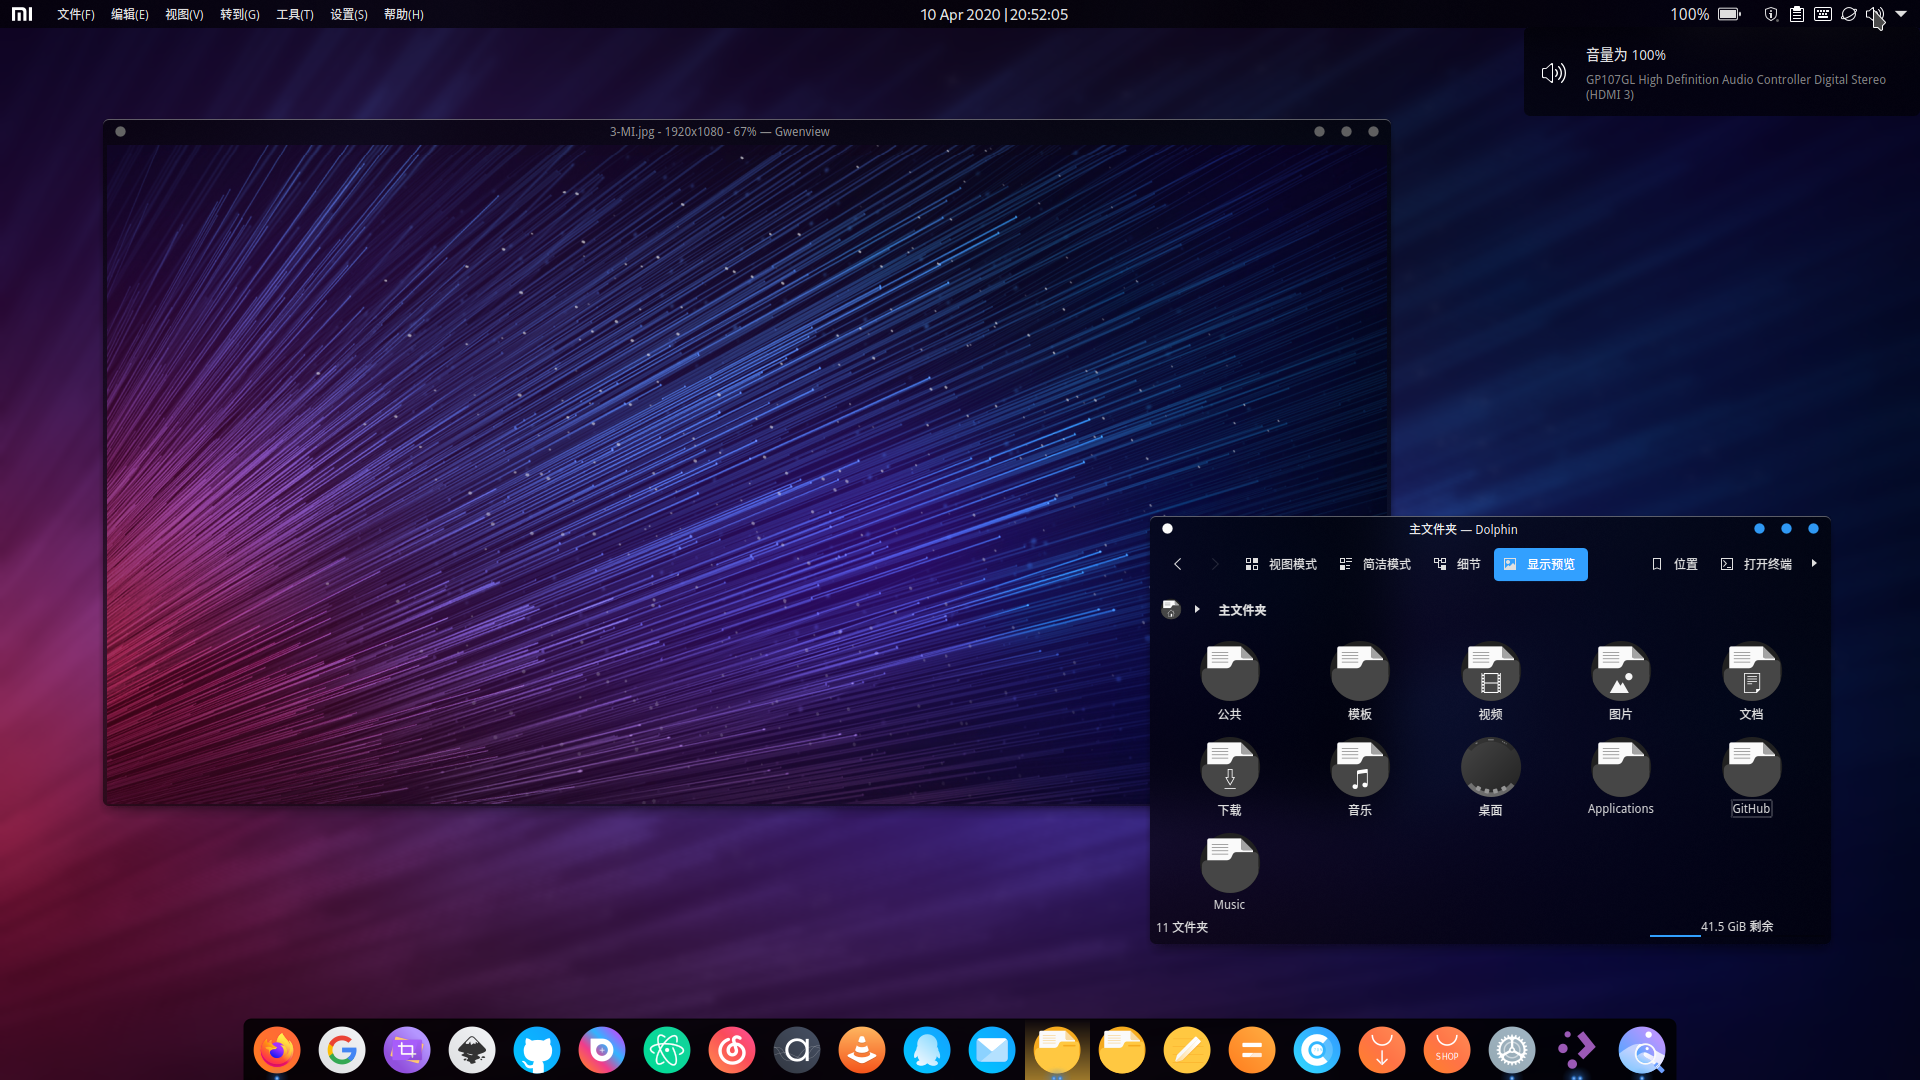 文件(F) 编辑(E) 视图(V) 转到(G) 工具(T) 设置(S) 帮助(H)
10 Apr 2020 | 20:52:05
100%
音量为 100%
GP107GL High Definition Audio Controller Digital Stereo
(HDMI 3)
3-MI.jpg - 1920x1080 - 67% — Gwenview
主文件夹 — Dolphin
视图模式 简洁模式 细节 显示预览 位置 打开终端
主文件夹
公共 模板 视频 图片 文档
下载 音乐 桌面 Applications GitHub
Music
11 文件夹
41.5 GiB 剩余
SHOP